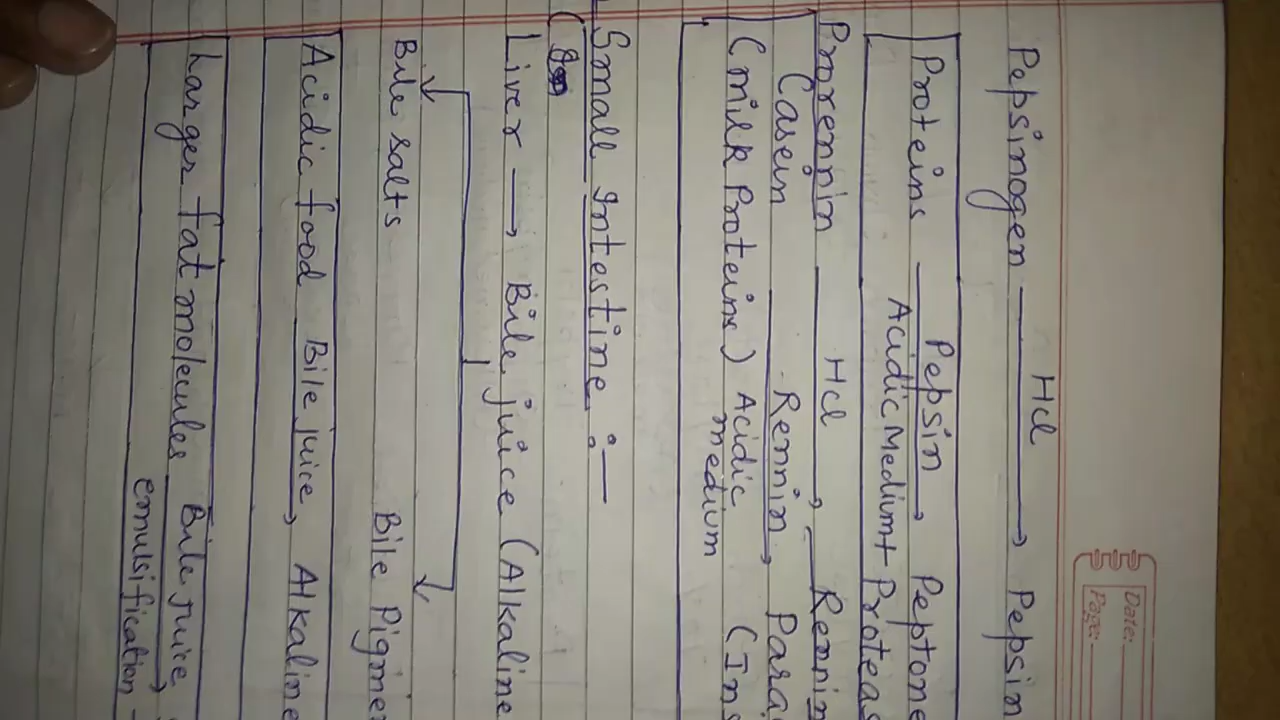 Date:
Page:
HCl
Pepsinogen ⟶ Pepsin
Pepsin
Proteins ⟶ Peptone
Acidic Medium + Proteas
HCl
Prorennin ⟶ Rennin
Casein Rennin
(milk Proteins) Acidic
medium
Small Intestine :-
Liver ⟶ Bile juice (Alkaline
Bile salts Bile Pigme
Acidic food Bile juice Alkaline
Larger fat molecules Bile juice
emulsification